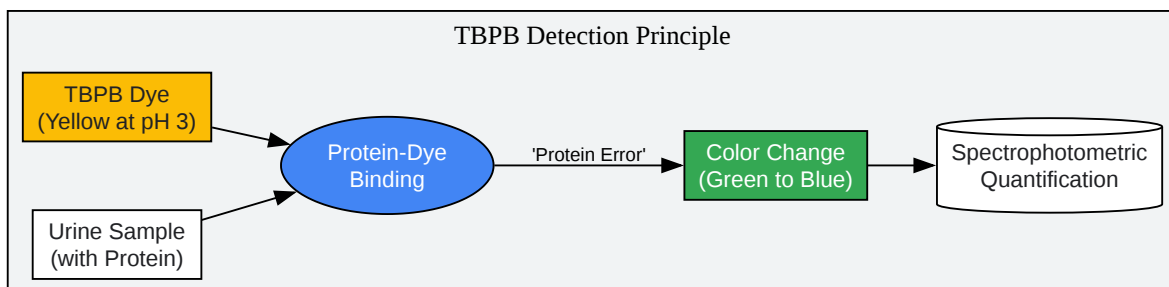 TBPB Detection Principle
TBPB Dye
(Yellow at pH 3)
Urine Sample
(with Protein)
Protein-Dye
Binding
'Protein Error'
Color Change
(Green to Blue)
Spectrophotometric
Quantification